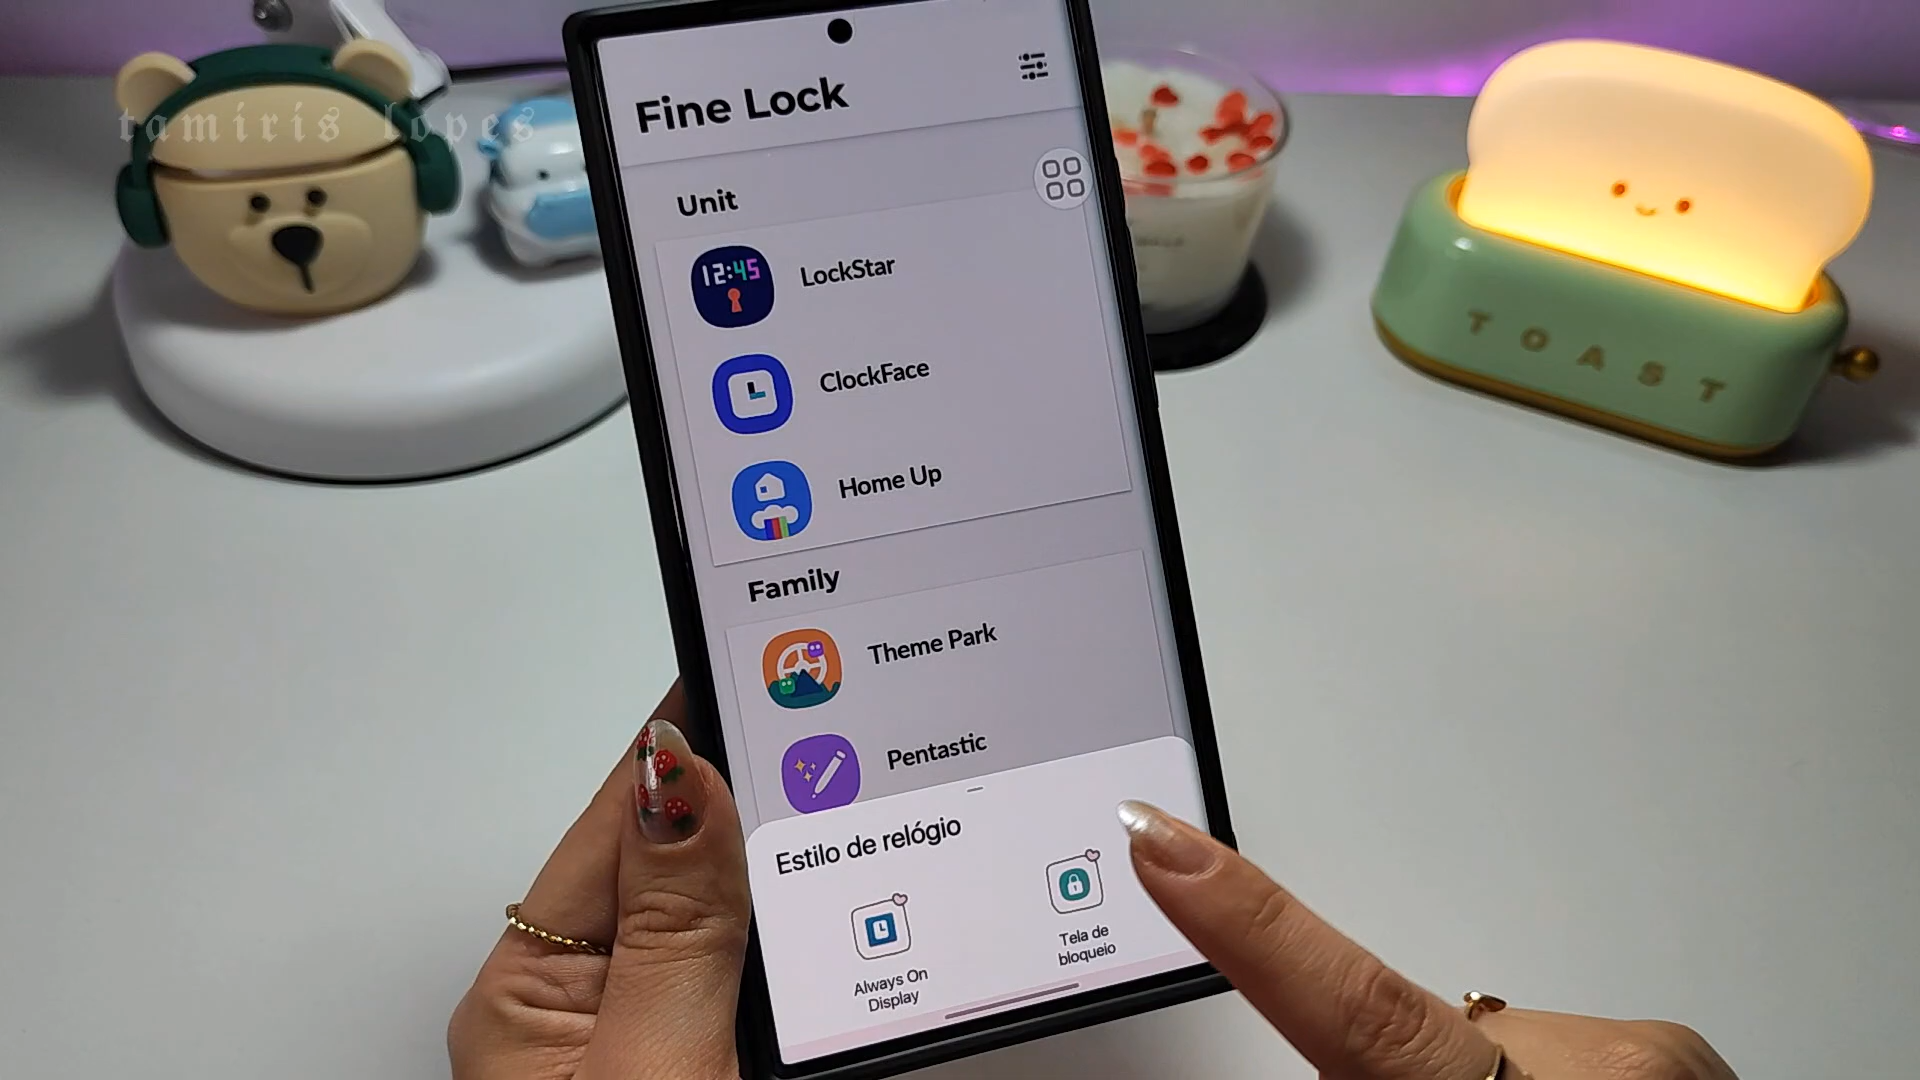 tamiris lopes
Fine Lock
Unit
12:45
LockStar
ClockFace
Home Up
Family
Theme Park
Pentastic
Estilo de relógio
Always On
Display
Tela de
bloqueio
TOAST